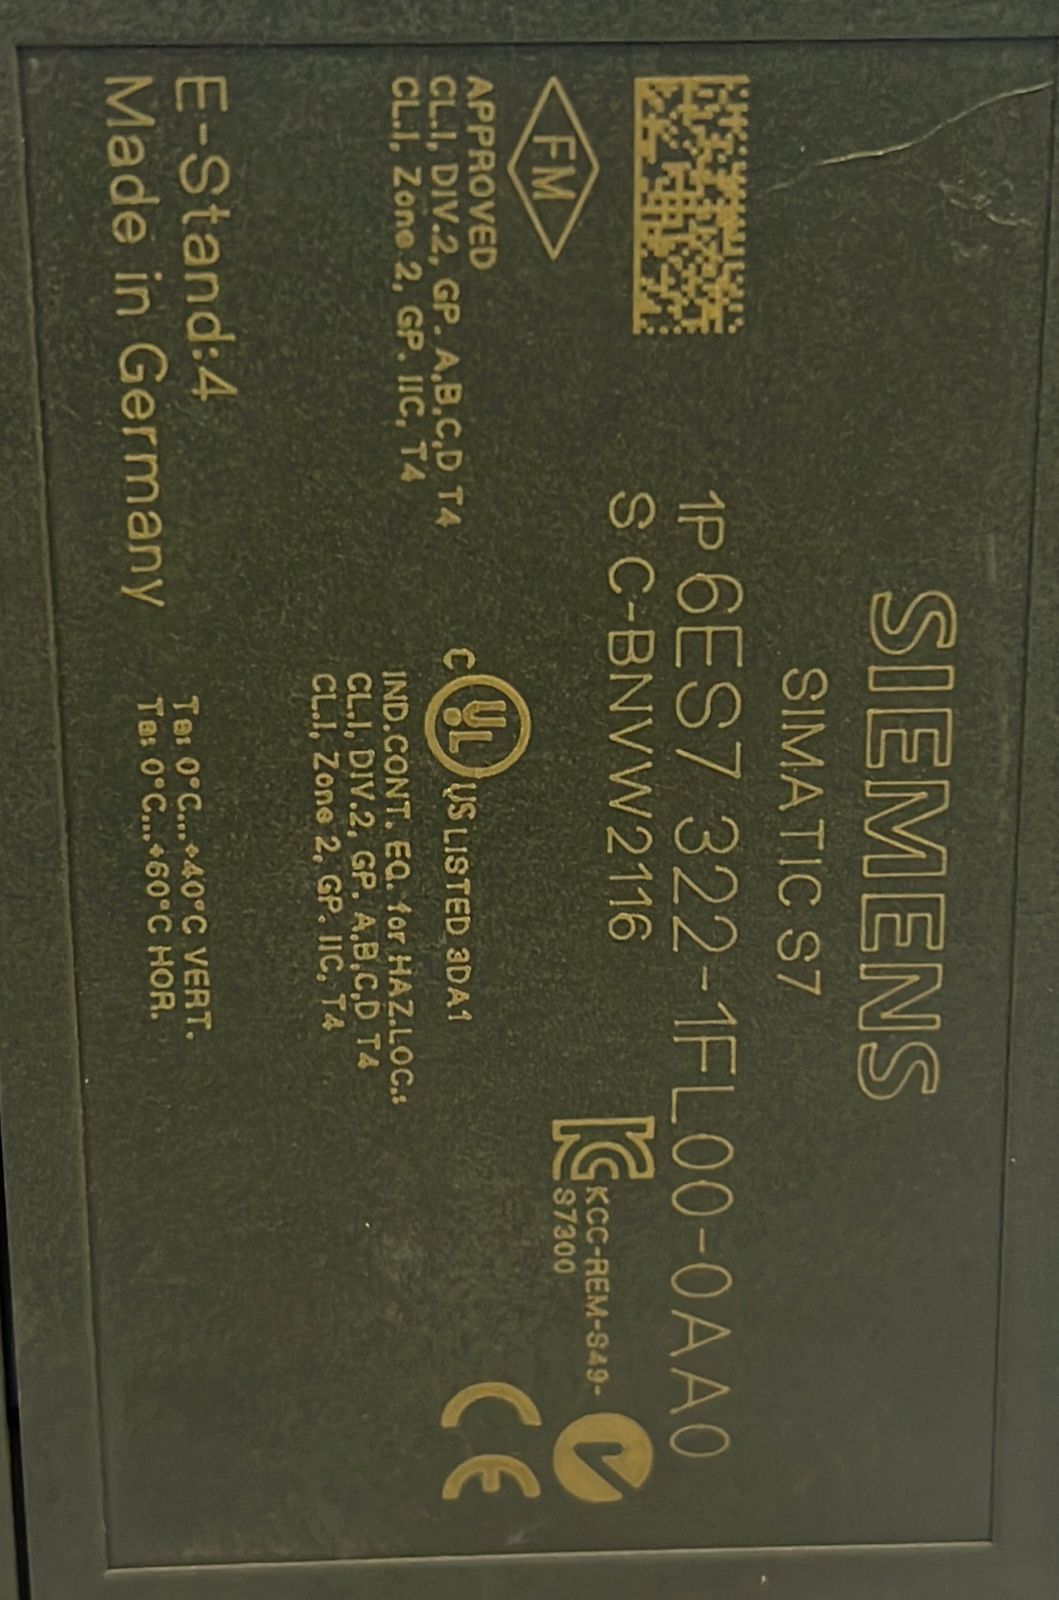 SIEMENS
SIMATIC S7
1P 6ES7 322-1FL00-0AA0
S C-BNVW2116
FM
APPROVED
CL.I, DIV.2, GP. A,B,C,D T4
CL.I, Zone 2, GP. IIC, T4
C UL US LISTED 3DA1
IND.CONT. EQ. for HAZ.LOC.:
CL.I, DIV.2, GP. A,B,C,D T4
CL.I, Zone 2, GP. IIC, T4
KCC-REM-S49-
S7300
CE
E-Stand:4
Made in Germany
Ta: 0°C...+40°C VERT.
Ta: 0°C...+60°C HOR.